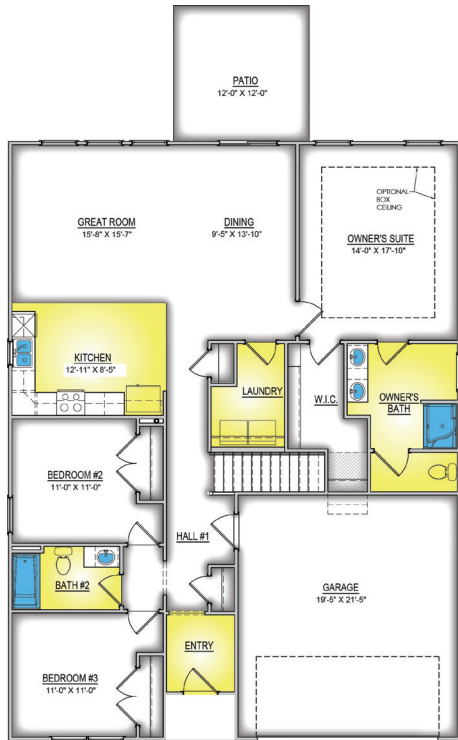 PATIO
12'-0" X 12'-0"
GREAT ROOM
15'-8" X 15'-7"
DINING
9'-5" X 13'-10"
OPTIONAL
BOX
CEILING
OWNER'S SUITE
14'-0" X 17'-10"
KITCHEN
12'-11" X 8'-5"
LAUNDRY
W.I.C.
OWNER'S
BATH
BEDROOM #2
11'-0" X 11'-0"
HALL #1
BATH #2
GARAGE
19'-5" X 21'-5"
ENTRY
BEDROOM #3
11'-0" X 11'-0"